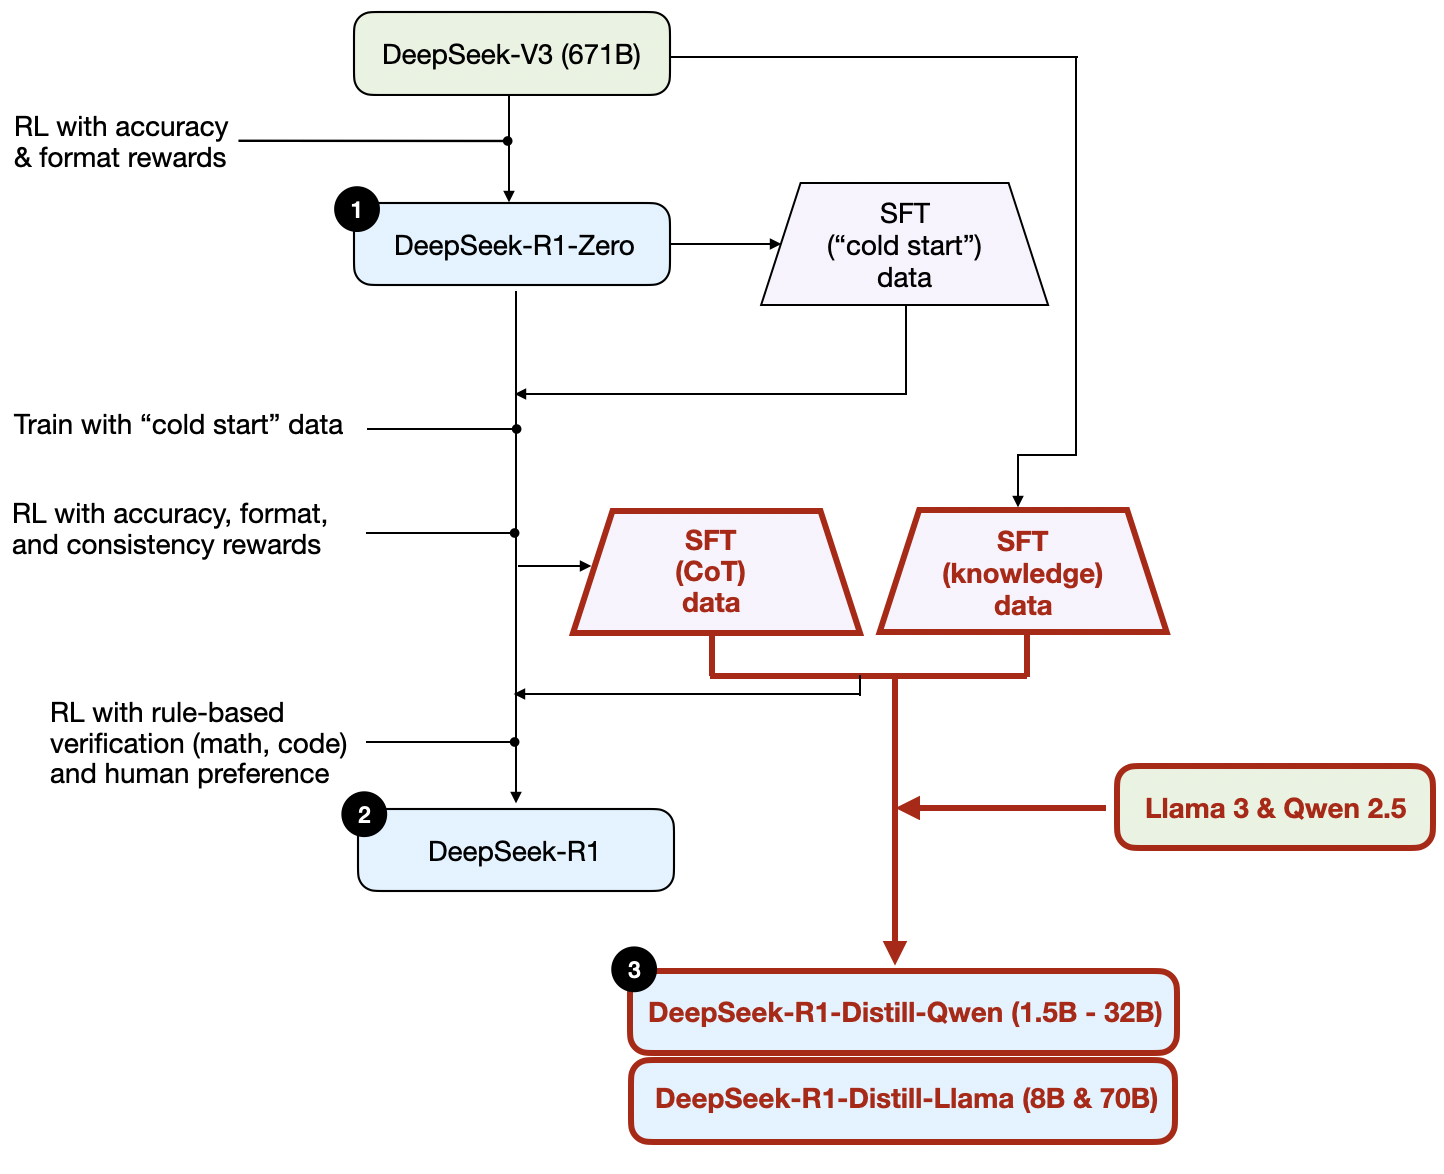 DeepSeek-V3 (671B)
RL with accuracy
& format rewards
1
DeepSeek-R1-Zero
SFT
(“cold start”)
data
Train with “cold start” data
RL with accuracy, format,
and consistency rewards
SFT
(CoT)
data
SFT
(knowledge)
data
RL with rule-based
verification (math, code)
and human preference
2
DeepSeek-R1
Llama 3 & Qwen 2.5
3
DeepSeek-R1-Distill-Qwen (1.5B - 32B)
DeepSeek-R1-Distill-Llama (8B & 70B)